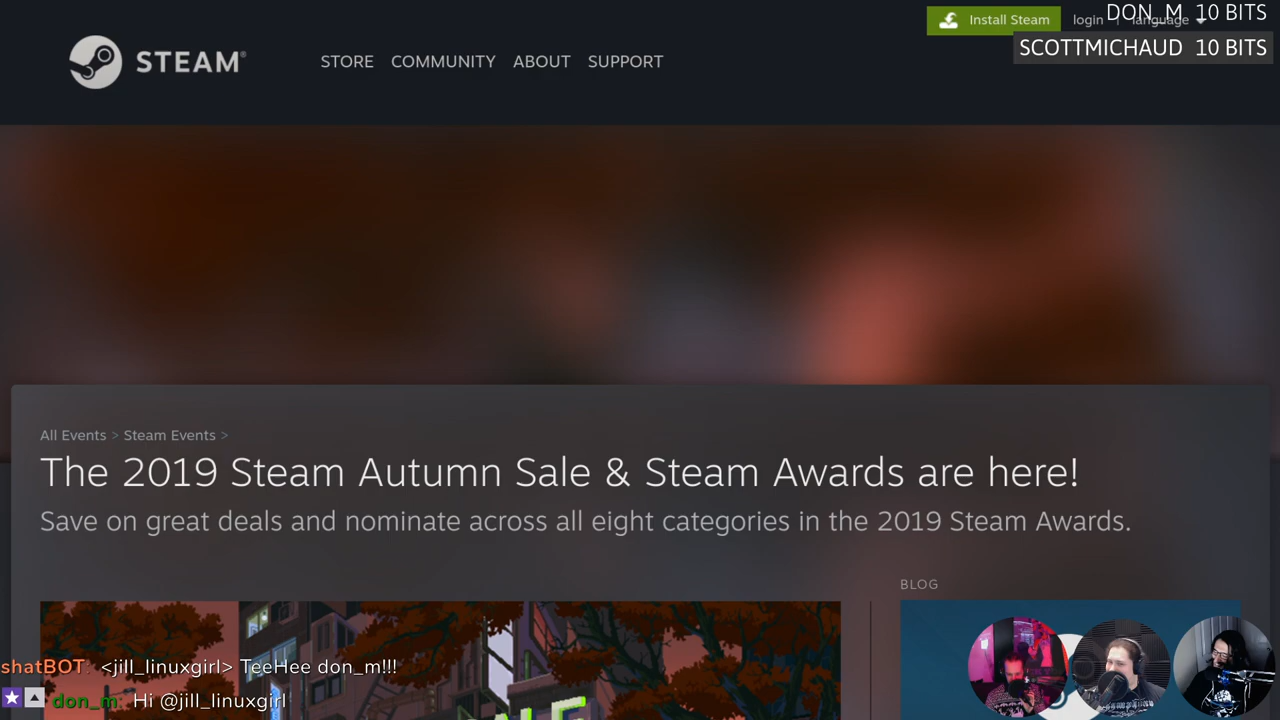 Install Steam
login
language
DON_M 10 BITS
SCOTTMICHAUD 10 BITS
STEAM®
STORE COMMUNITY ABOUT SUPPORT
All Events > Steam Events >
The 2019 Steam Autumn Sale & Steam Awards are here!
Save on great deals and nominate across all eight categories in the 2019 Steam Awards.
BLOG
shatBOT: <jill_linuxgirl> TeeHee don_m!!!
don_m: Hi @jill_linuxgirl